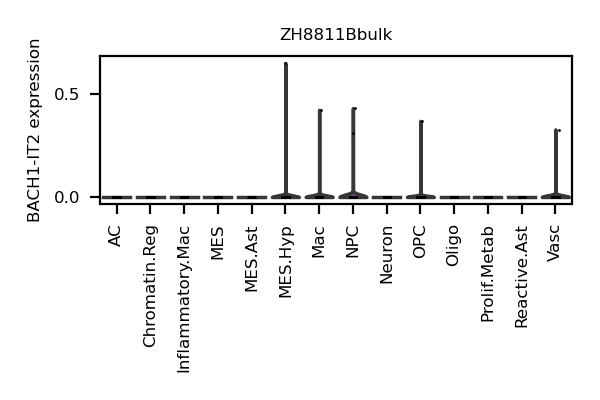 ZH8811Bbulk
BACH1-IT2 expression
0.5
0.0
AC
Chromatin.Reg
Inflammatory.Mac
MES
MES.Ast
MES.Hyp
Mac
NPC
Neuron
OPC
Oligo
Prolif.Metab
Reactive.Ast
Vasc